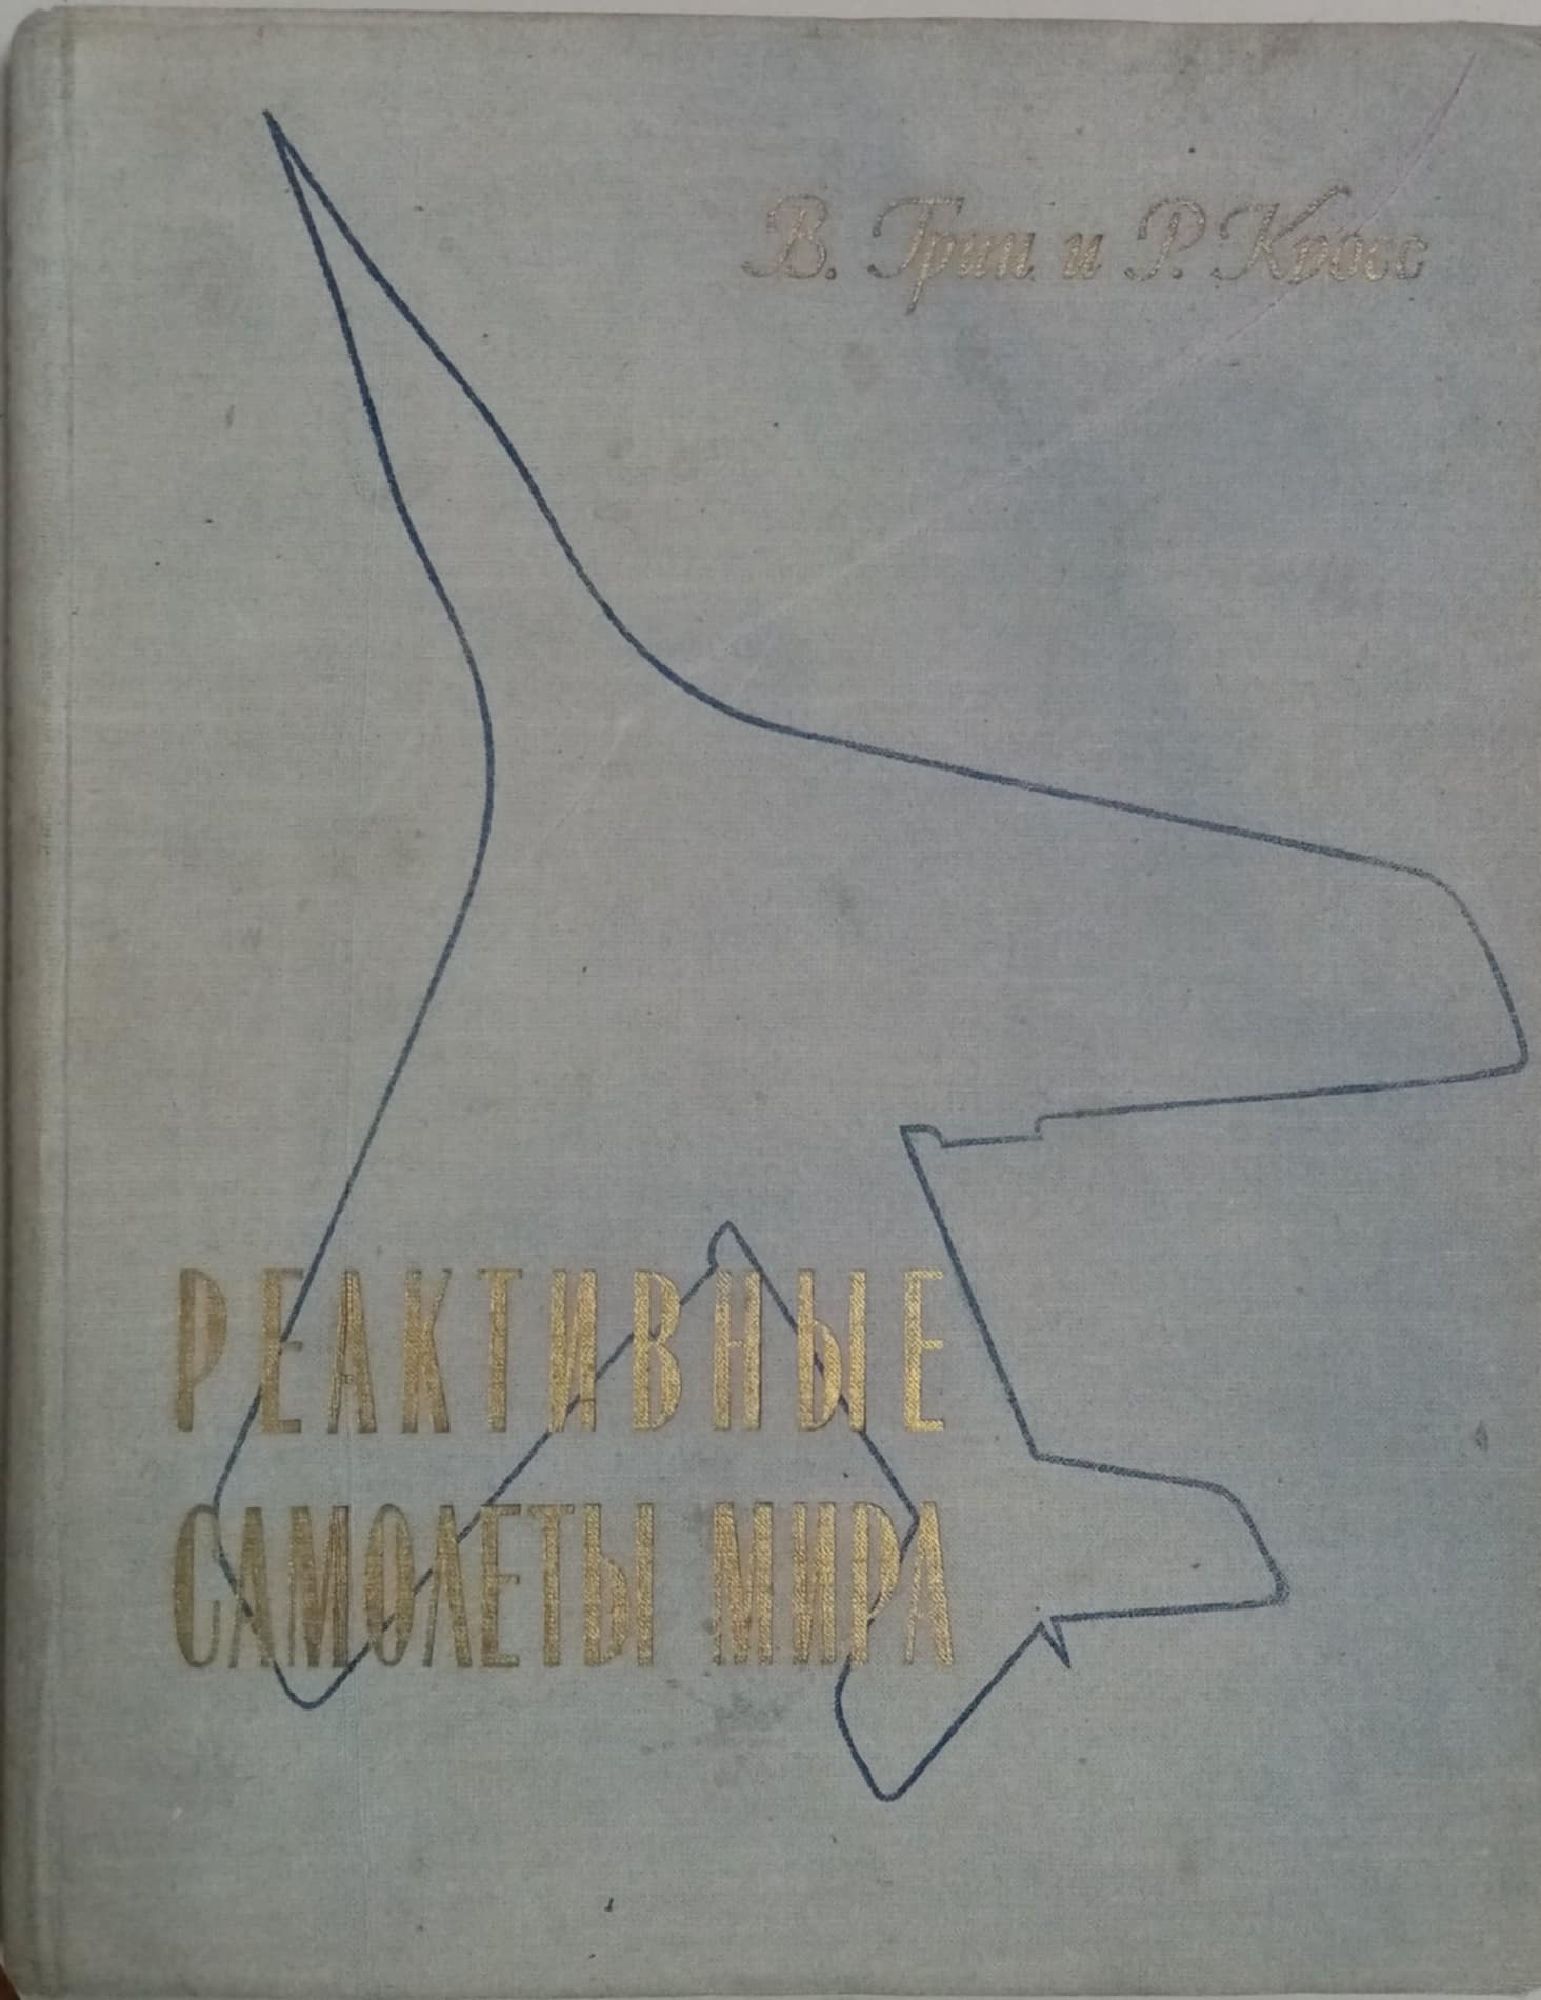 В. Грин и Р. Кросс
РЕАКТИВНЫЕ
САМОЛЕТЫ МИРА